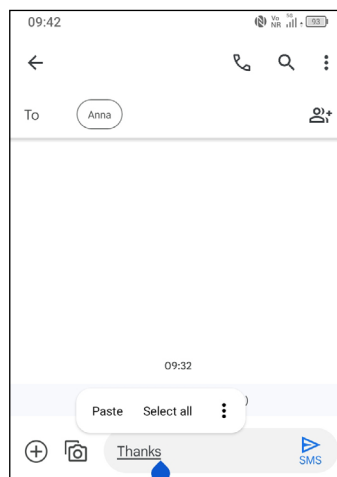 09:42
Vo NR 5G 93
To Anna
09:32
)
Paste Select all
Thanks
SMS